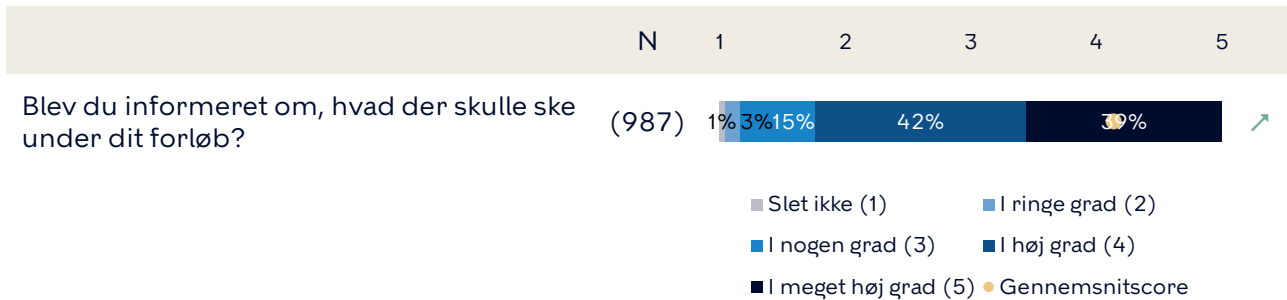 N 1 2 3 4 5
Blev du informeret om, hvad der skulle ske
under dit forløb?
(987) 1% 3% 15% 42% 39%
Slet ikke (1) I ringe grad (2)
I nogen grad (3) I høj grad (4)
I meget høj grad (5) Gennemsnitscore